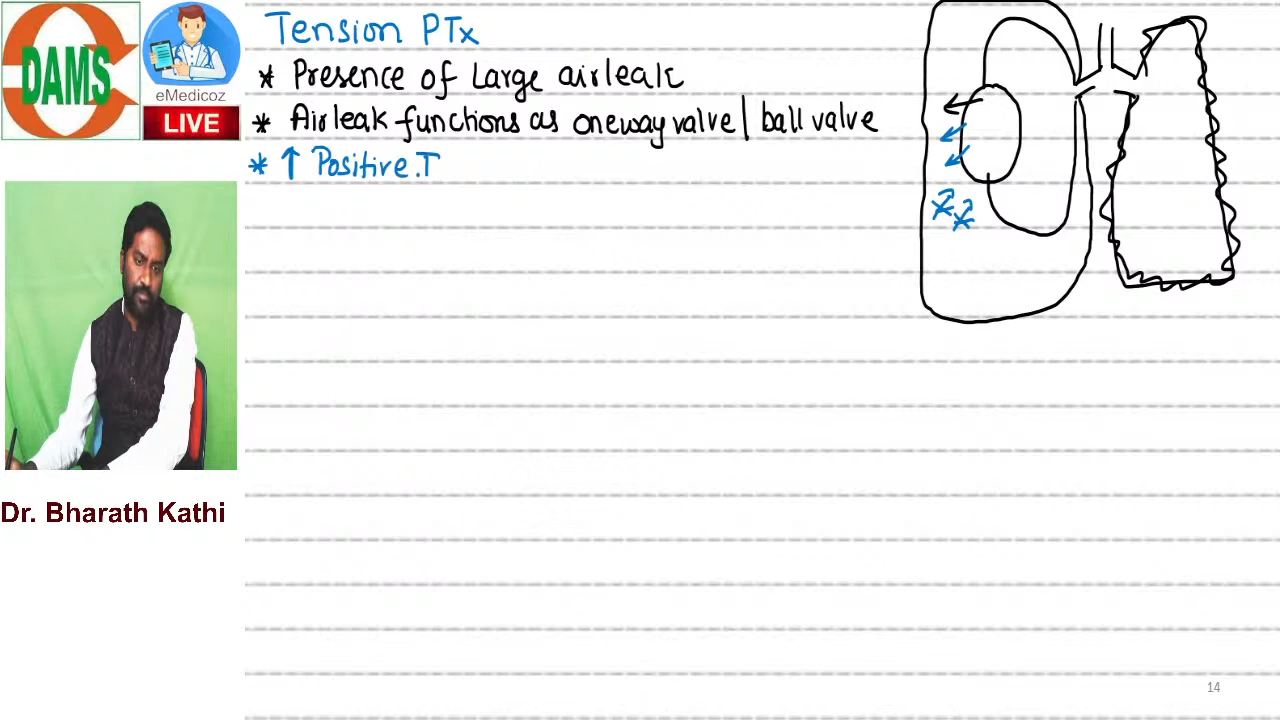 DAMS
eMedicoz
LIVE
Tension PTx
* Presence of Large airleak
* Airleak functions as oneway valve | ball valve
* ↑ Positive.T
Dr. Bharath Kathi
14